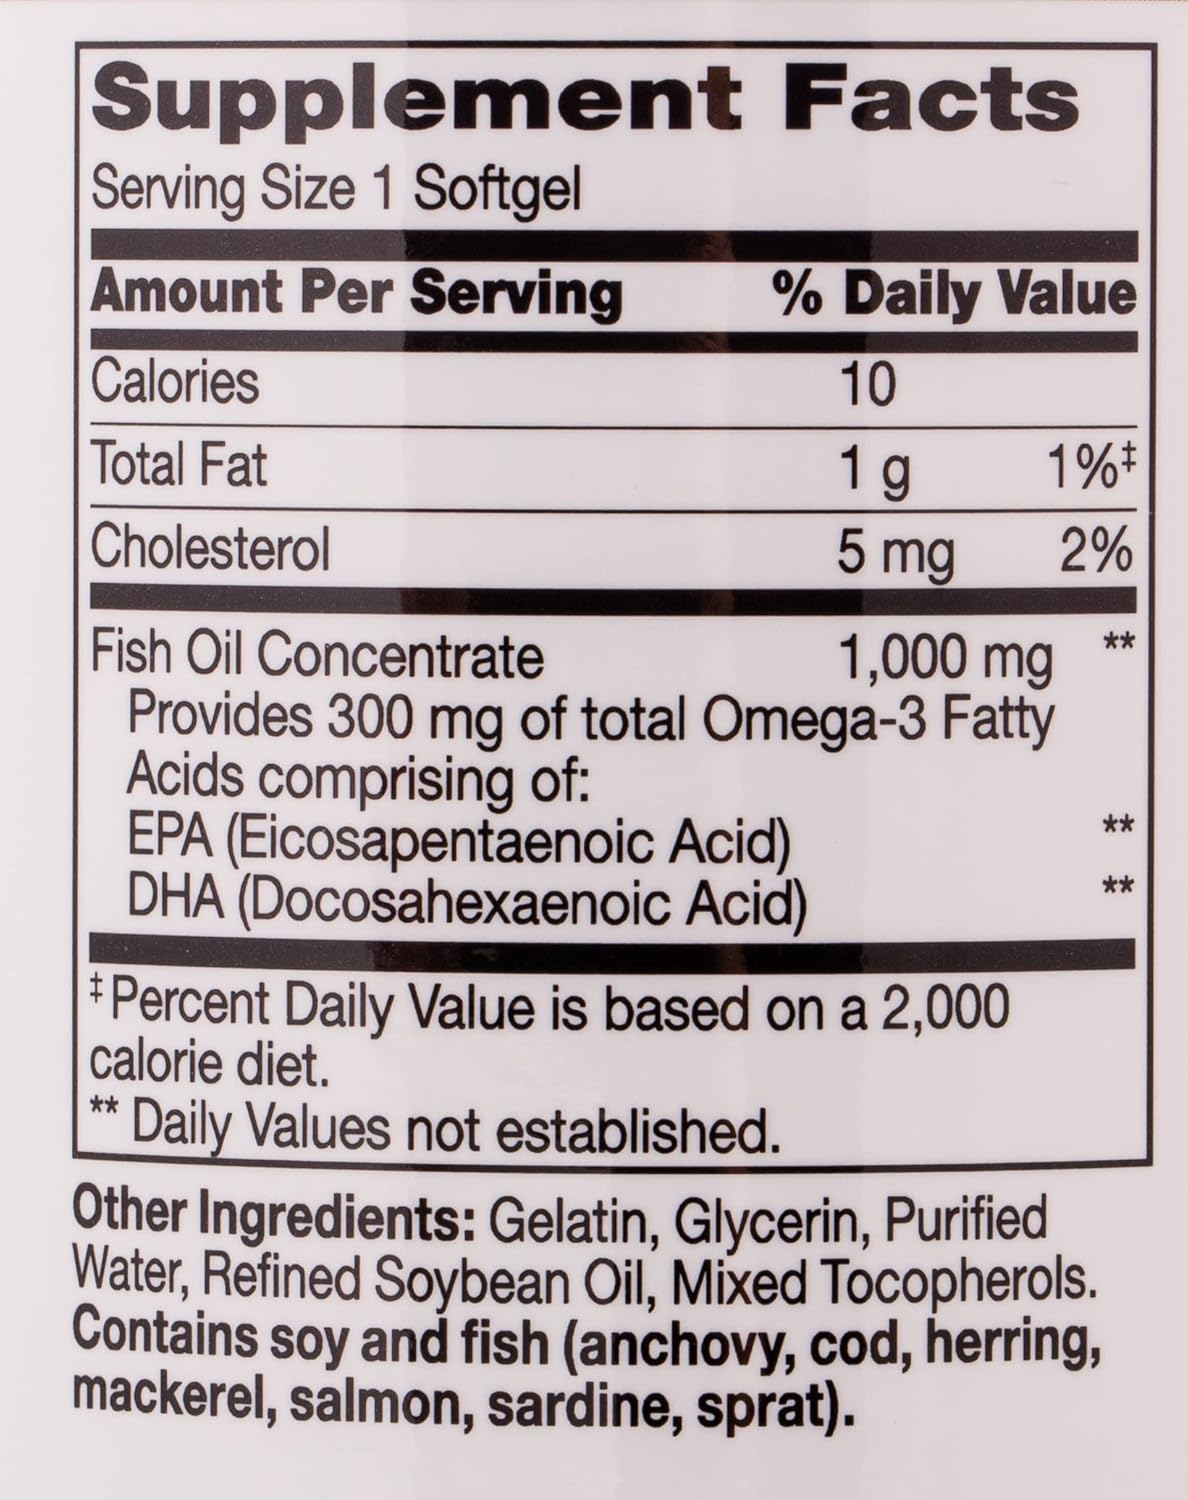 Supplement Facts
Serving Size 1 Softgel
Amount Per Serving % Daily Value
Calories 10
Total Fat 1 g 1%‡
Cholesterol 5 mg 2%
Fish Oil Concentrate 1,000 mg **
Provides 300 mg of total Omega-3 Fatty
Acids comprising of:
EPA (Eicosapentaenoic Acid) **
DHA (Docosahexaenoic Acid) **
‡ Percent Daily Value is based on a 2,000
calorie diet.
** Daily Values not established.
Other Ingredients: Gelatin, Glycerin, Purified
Water, Refined Soybean Oil, Mixed Tocopherols.
Contains soy and fish (anchovy, cod, herring,
mackerel, salmon, sardine, sprat).